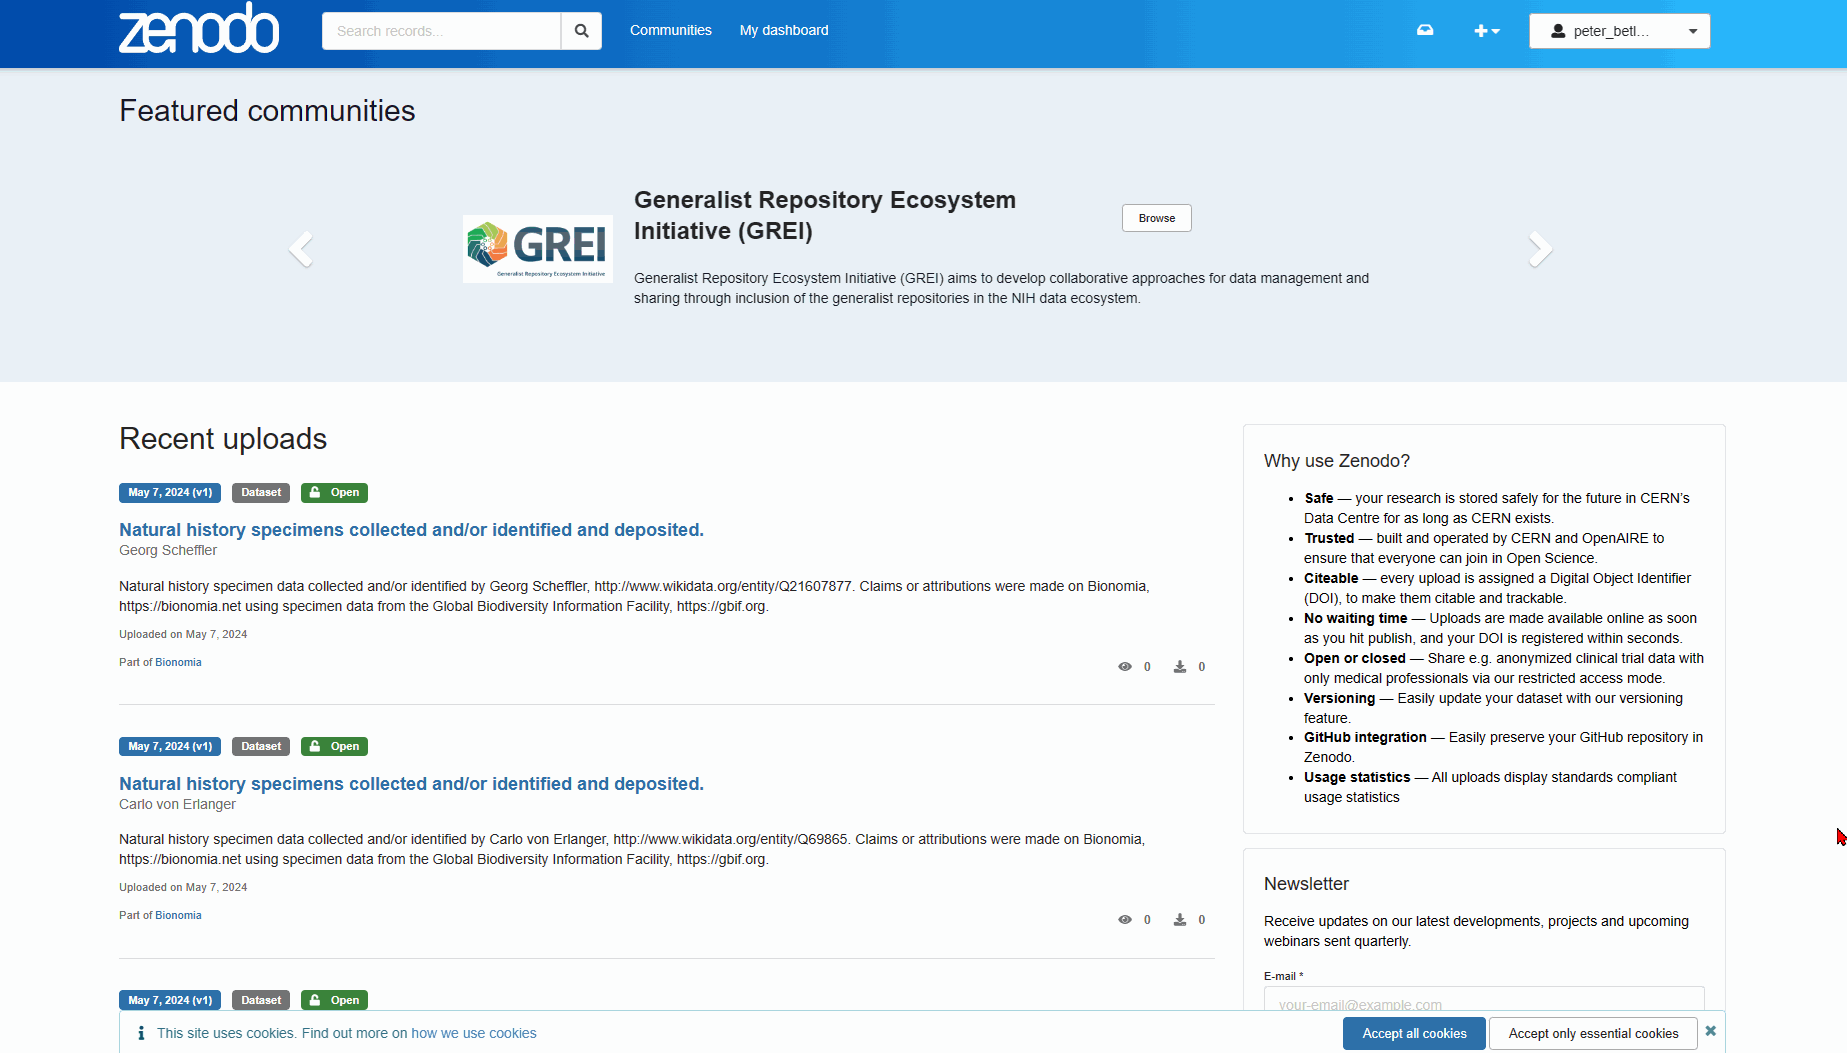 zenodo
Search records...
Communities
My dashboard
peter_betl...
Featured communities
GREI
Generalist Repository Ecosystem Initiative
Generalist Repository Ecosystem
Initiative (GREI)
Browse
Generalist Repository Ecosystem Initiative (GREI) aims to develop collaborative approaches for data management and
sharing through inclusion of the generalist repositories in the NIH data ecosystem.
Recent uploads
May 7, 2024 (v1) Dataset Open
Natural history specimens collected and/or identified and deposited.
Georg Scheffler
Natural history specimen data collected and/or identified by Georg Scheffler, http://www.wikidata.org/entity/Q21607877. Claims or attributions were made on Bionomia,
https://bionomia.net using specimen data from the Global Biodiversity Information Facility, https://gbif.org.
Uploaded on May 7, 2024
Part of Bionomia
0 0
May 7, 2024 (v1) Dataset Open
Natural history specimens collected and/or identified and deposited.
Carlo von Erlanger
Natural history specimen data collected and/or identified by Carlo von Erlanger, http://www.wikidata.org/entity/Q69865. Claims or attributions were made on Bionomia,
https://bionomia.net using specimen data from the Global Biodiversity Information Facility, https://gbif.org.
Uploaded on May 7, 2024
Part of Bionomia
0 0
May 7, 2024 (v1) Dataset Open
Why use Zenodo?
• Safe — your research is stored safely for the future in CERN's
Data Centre for as long as CERN exists.
• Trusted — built and operated by CERN and OpenAIRE to
ensure that everyone can join in Open Science.
• Citeable — every upload is assigned a Digital Object Identifier
(DOI), to make them citable and trackable.
• No waiting time — Uploads are made available online as soon
as you hit publish, and your DOI is registered within seconds.
• Open or closed — Share e.g. anonymized clinical trial data with
only medical professionals via our restricted access mode.
• Versioning — Easily update your dataset with our versioning
feature.
• GitHub integration — Easily preserve your GitHub repository in
Zenodo.
• Usage statistics — All uploads display standards compliant
usage statistics
Newsletter
Receive updates on our latest developments, projects and upcoming
webinars sent quarterly.
E-mail *
your-email@example.com
This site uses cookies. Find out more on how we use cookies
Accept all cookies
Accept only essential cookies